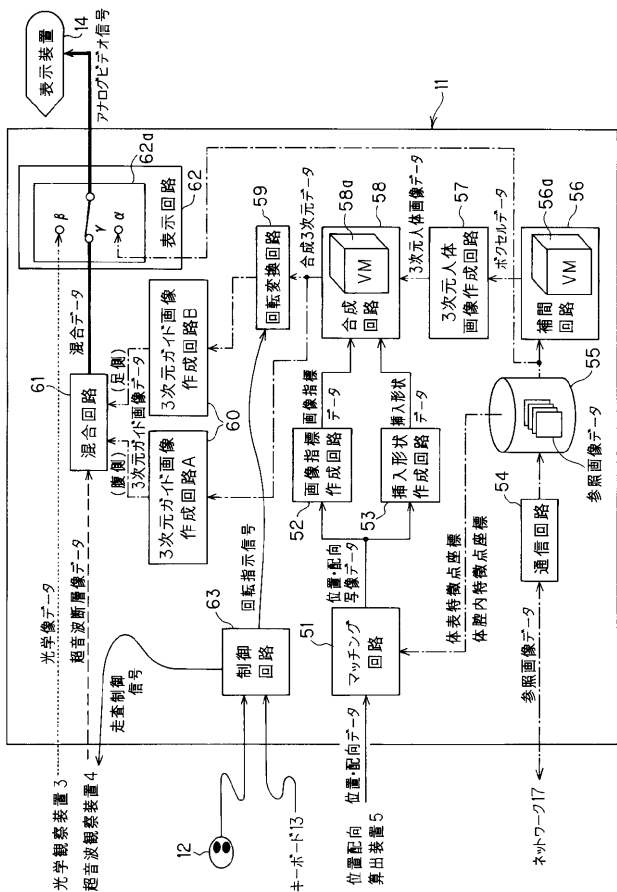 光学観察装置3
超音波観察装置4
12
キーボード13
位置配向
算出装置5
ネットワーク17
光学像データ
超音波断層像データ
走査制御
信号
63
制御
回路
回転指示信号
位置・配向データ
51
マッチング
回路
位置・配向
写像データ
体表特徴点座標
体腔内特徴点座標
参照画像データ
54
通信回路
55
参照画像データ
61
混合回路
(腹側)
(足側)
3次元ガイド画像データ
3次元ガイド画像
作成回路A
3次元ガイド画像
作成回路B
60
52
画像指標
作成回路
画像指標
データ
53
挿入形状
作成回路
挿入形状
データ
59
回転変換回路
合成3次元データ
58a
VM
58
合成
回路
3次元人体画像データ
57
3次元人体
画像作成回路
ボクセルデータ
56a
VM
56
補間
回路
混合データ
β
γ
α
62a
62
表示回路
11
アナログビデオ信号
14
表示装置